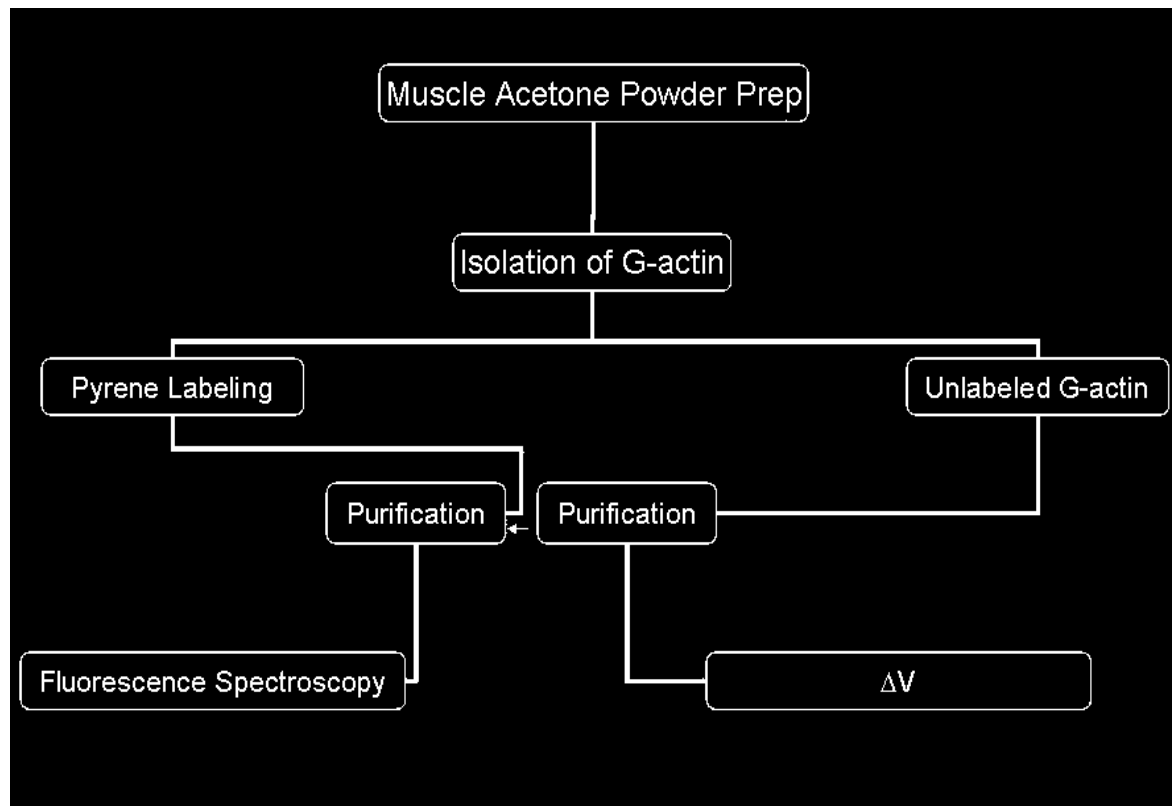 Muscle Acetone Powder Prep
Isolation of G-actin
Pyrene Labeling
Unlabeled G-actin
Purification
Purification
Fluorescence Spectroscopy
ΔV